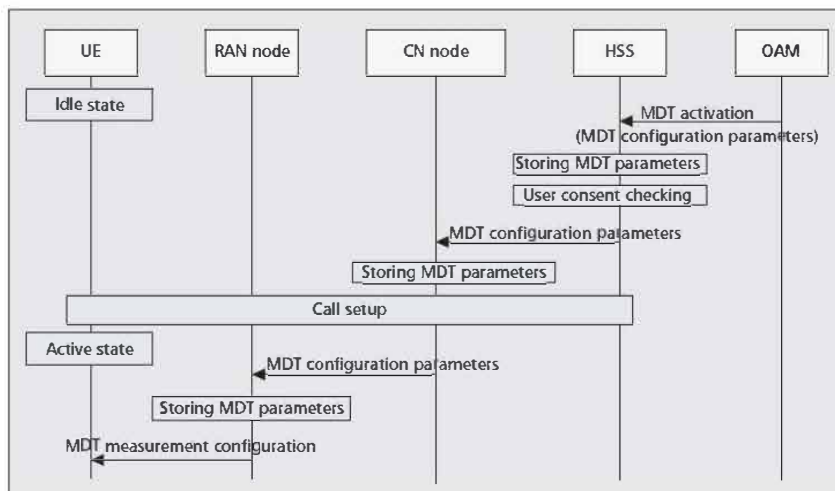 UE
RAN node
CN node
HSS
OAM
Idle state
MDT activation
(MDT configuration parameters)
Storing MDT parameters
User consent checking
MDT configuration parameters
Storing MDT parameters
Call setup
Active state
MDT configuration parameters
Storing MDT parameters
MDT measurement configuration